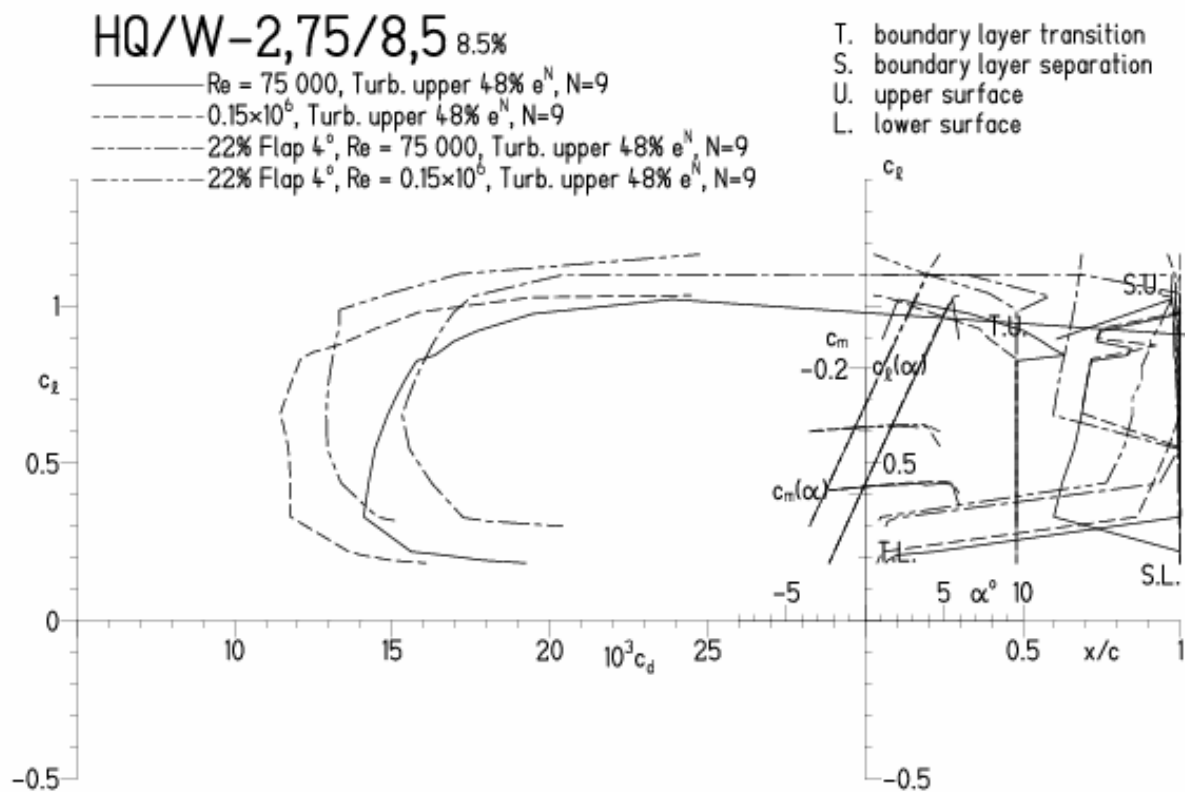 HQ/W-2,75/8,5 8.5%
Re = 75 000, Turb. upper 48% e^N, N=9
0.15×10^6, Turb. upper 48% e^N, N=9
22% Flap 4°, Re = 75 000, Turb. upper 48% e^N, N=9
22% Flap 4°, Re = 0.15×10^6, Turb. upper 48% e^N, N=9
T. boundary layer transition
S. boundary layer separation
U. upper surface
L. lower surface
c_ℓ
1
S.U.
T.U.
c_m
-0.2
c_ℓ(α)
c_ℓ
0.5
0.5
c_m(α)
T.L.
S.L.
-5
5
α°
10
0
10
15
20
10³c_d
25
0.5
x/c
1
-0.5
-0.5